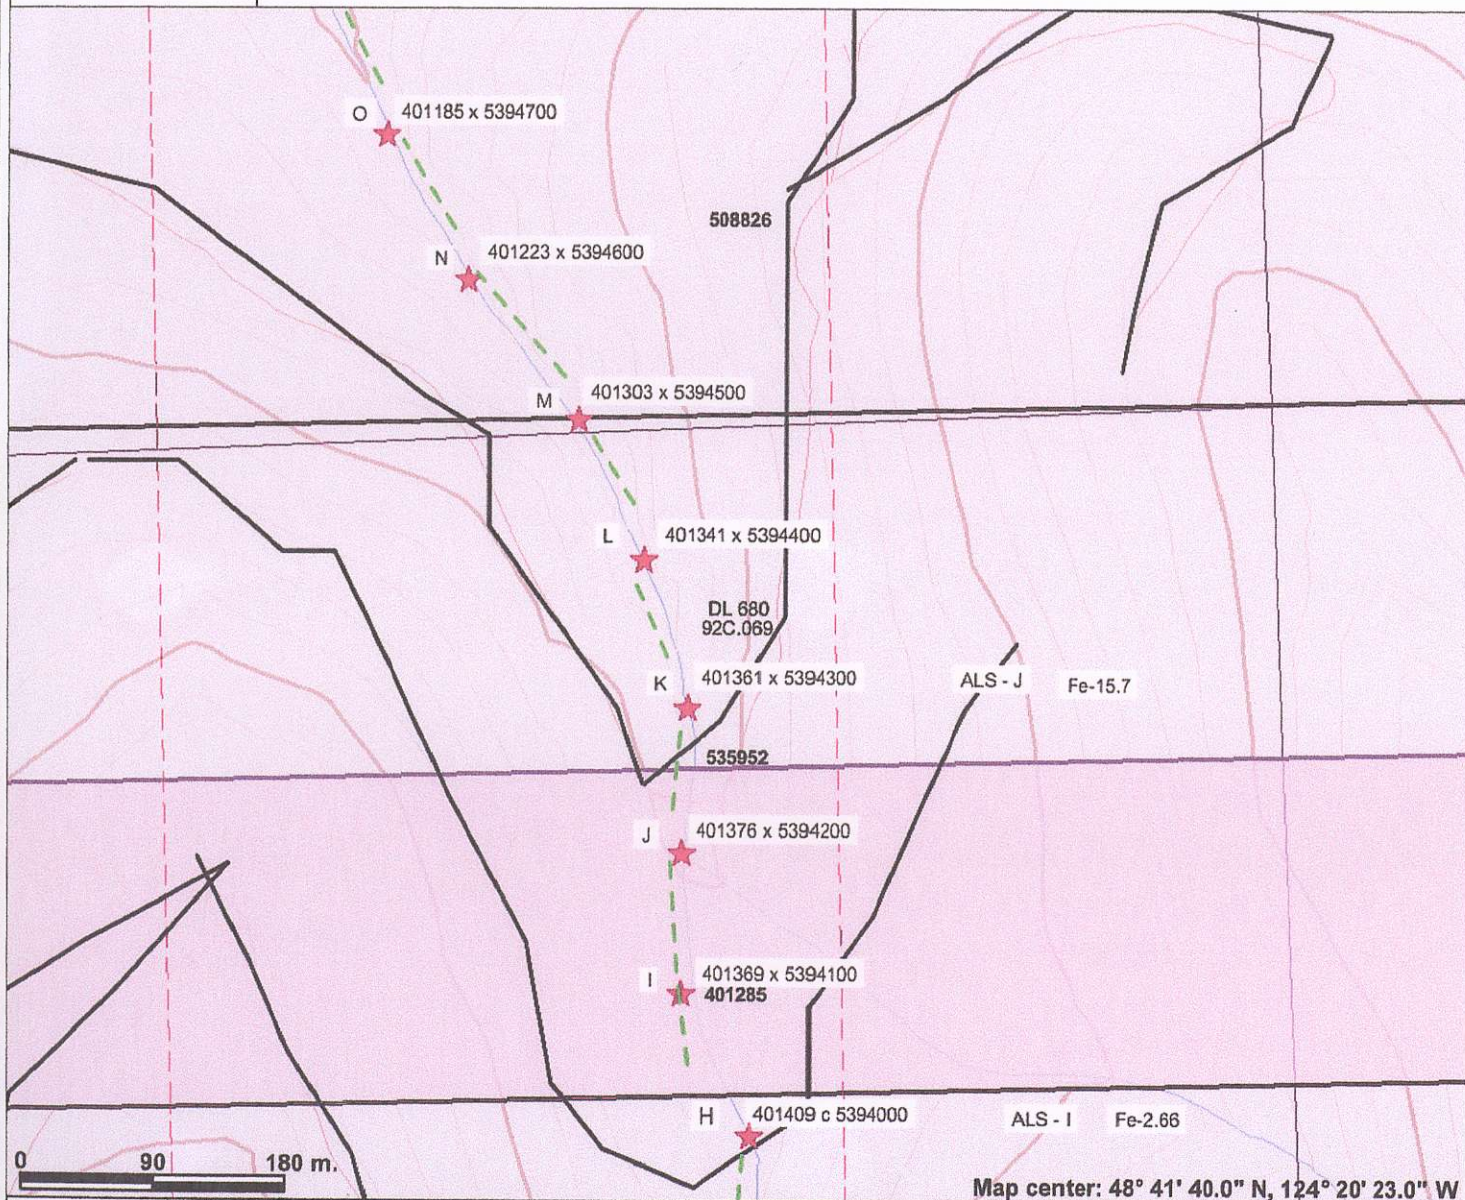 O
401185 x 5394700
508826
N
401223 x 5394600
M
401303 x 5394500
L
401341 x 5394400
DL 680
92C.069
K
401361 x 5394300
ALS - J
Fe-15.7
535952
J
401376 x 5394200
I
401369 x 5394100
401285
H
401409 c 5394000
ALS - I
Fe-2.66
0 90 180 m.
Map center: 48° 41' 40.0" N, 124° 20' 23.0" W